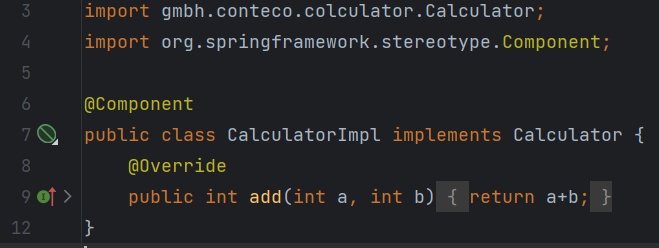 3 import gmbh.conteco.colculator.Calculator;
4 import org.springframework.stereotype.Component;
5
6 @Component
7 public class CalculatorImpl implements Calculator {
8 @Override
9 public int add(int a, int b) { return a+b; }
12 }